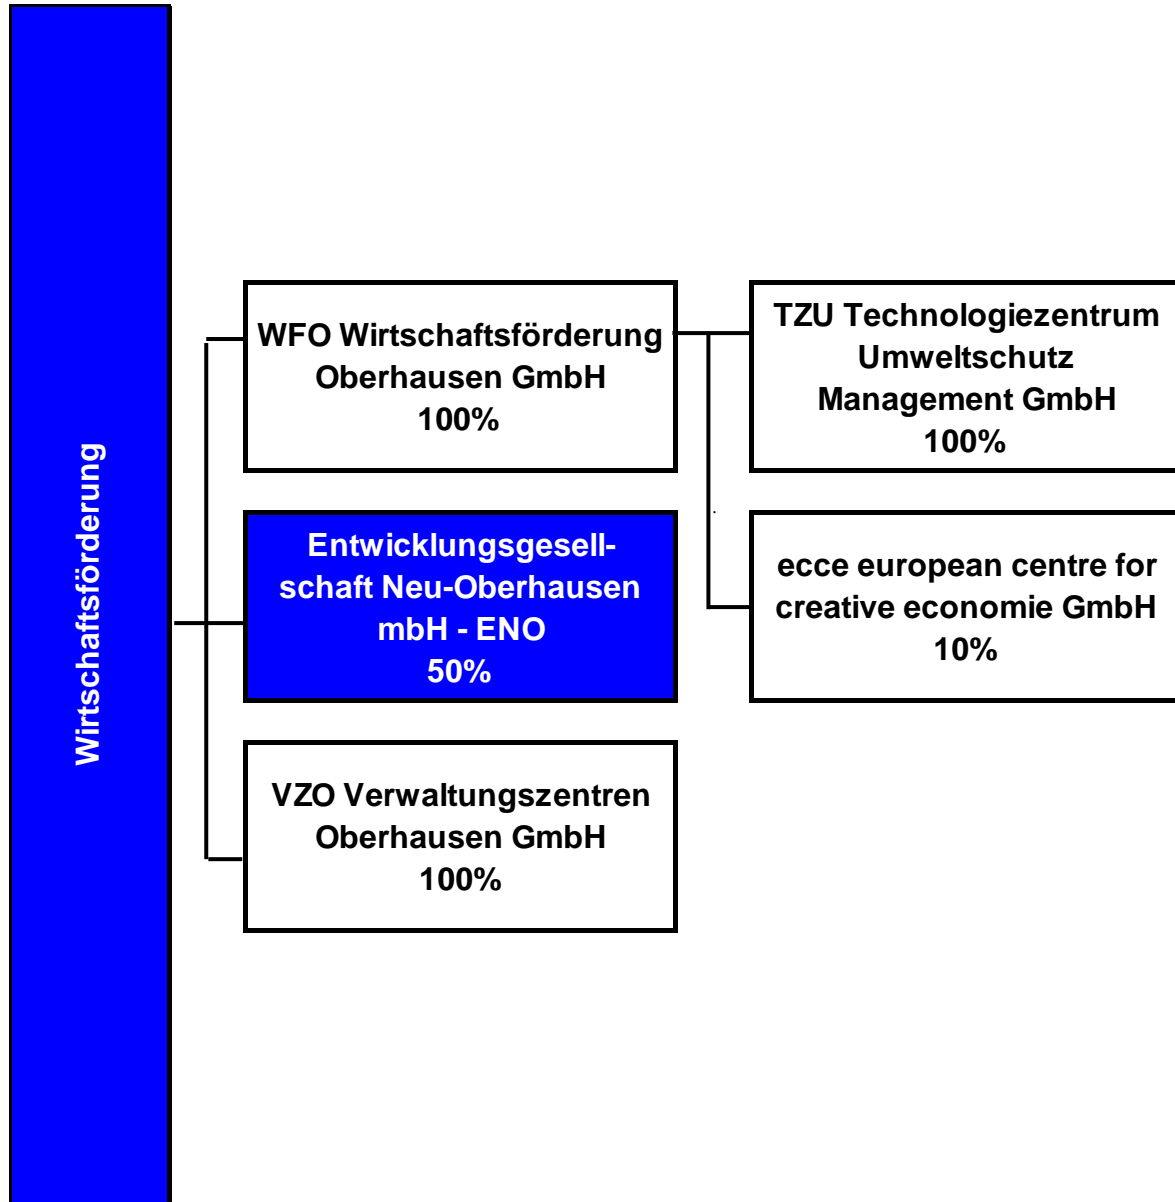 Wirtschaftsförderung
WFO Wirtschaftsförderung
Oberhausen GmbH
100%
TZU Technologiezentrum
Umweltschutz
Management GmbH
100%
Entwicklungsgesell-
schaft Neu-Oberhausen
mbH - ENO
50%
ecce european centre for
creative economie GmbH
10%
VZO Verwaltungszentren
Oberhausen GmbH
100%